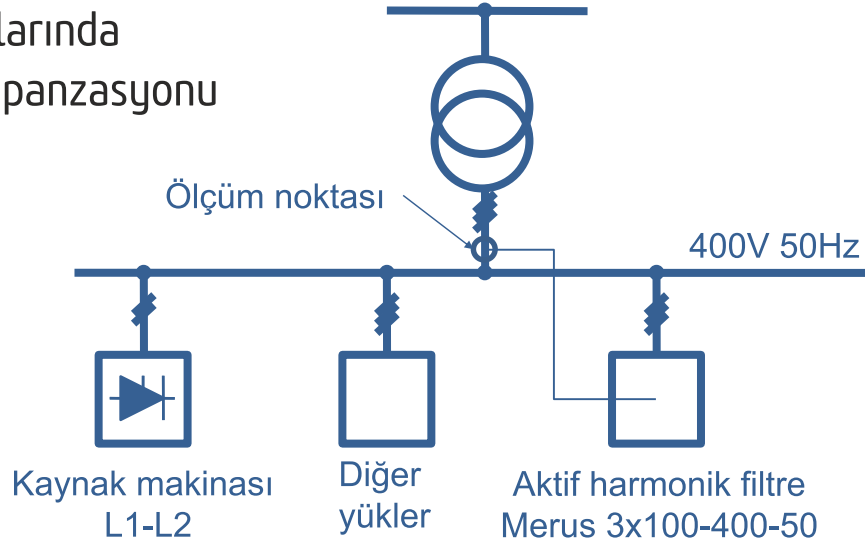 larında
panzasyonu
Ölçüm noktası
400V 50Hz
Kaynak makinası
L1-L2
Diğer
yükler
Aktif harmonik filtre
Merus 3x100-400-50